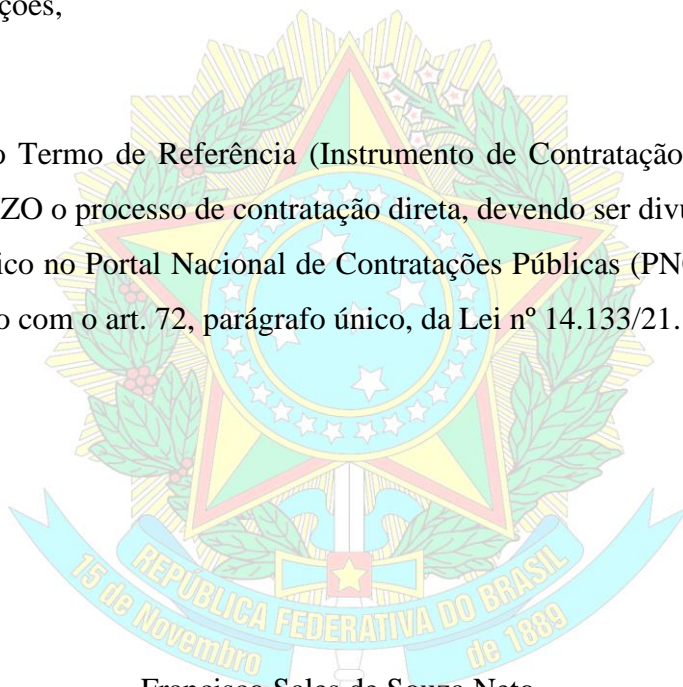 ções,
o Termo de Referência (Instrumento de Contratação
ZO o processo de contratação direta, devendo ser divu
ico no Portal Nacional de Contratações Públicas (PN
o com o art. 72, parágrafo único, da Lei nº 14.133/21.
REPÚBLICA FEDERATIVA DO BRASIL
15 de Novembro de 1889
Francisco Sales de Souza Neto